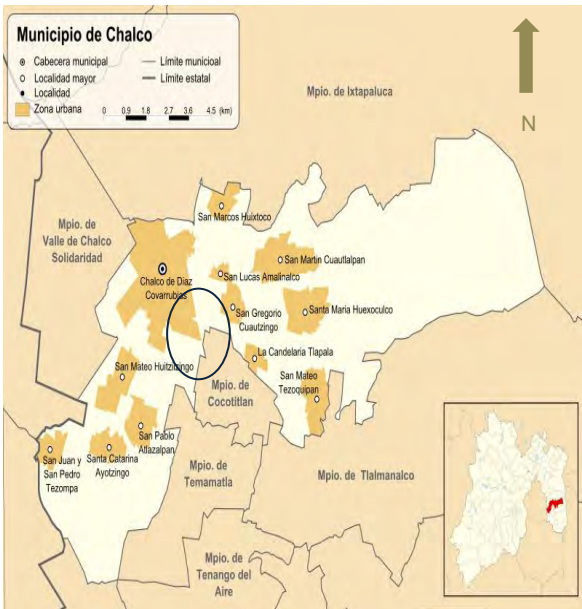 Municipio de Chalco
Cabecera municipal
Límite municioal
Localidad mayor
Límite estatal
Localidad
Zona urbana
0 0.9 1.8 2.7 3.6 4.5 (km)
N
Mpio. de Ixtapaluca
Mpio. de
Valle de Chalco
Solidaridad
San Marcos Huixtoco
San Martin Cuautlalpan
Chalco de Diaz
Covarrubias
San Lucas Amalinalco
San Gregorio
Cuautzingo
Santa Maria Huexoculco
La Candelaria Tlapala
San Mateo Huitzilzingo
San Mateo
Tezoquipan
Mpio. de
Cocotitlan
San Pablo
Atlazalpan
San Juan y
San Pedro
Tezompa
Santa Catarina
Ayotzingo
Mpio. de
Temamatla
Mpio. de Tlalmanalco
Mpio. de
Tenango del
Aire